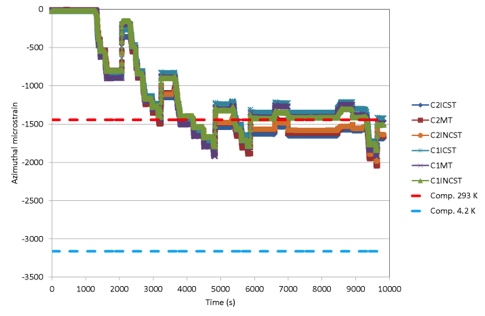 0
-500
-1000
-1500
-2000
-2500
-3000
-3500
Azimuthal microstrain
0 1000 2000 3000 4000 5000 6000 7000 8000 9000 10000
Time (s)
C2ICST
C2MT
C2INCST
C1ICST
C1MT
C1INCST
Comp. 293 K
Comp. 4.2 K